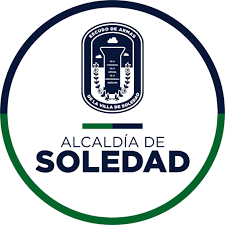 ESCUDO DE ARMAS
DE LA VILLA DE SOLEDAD
ALCALDÍA DE
SOLEDAD